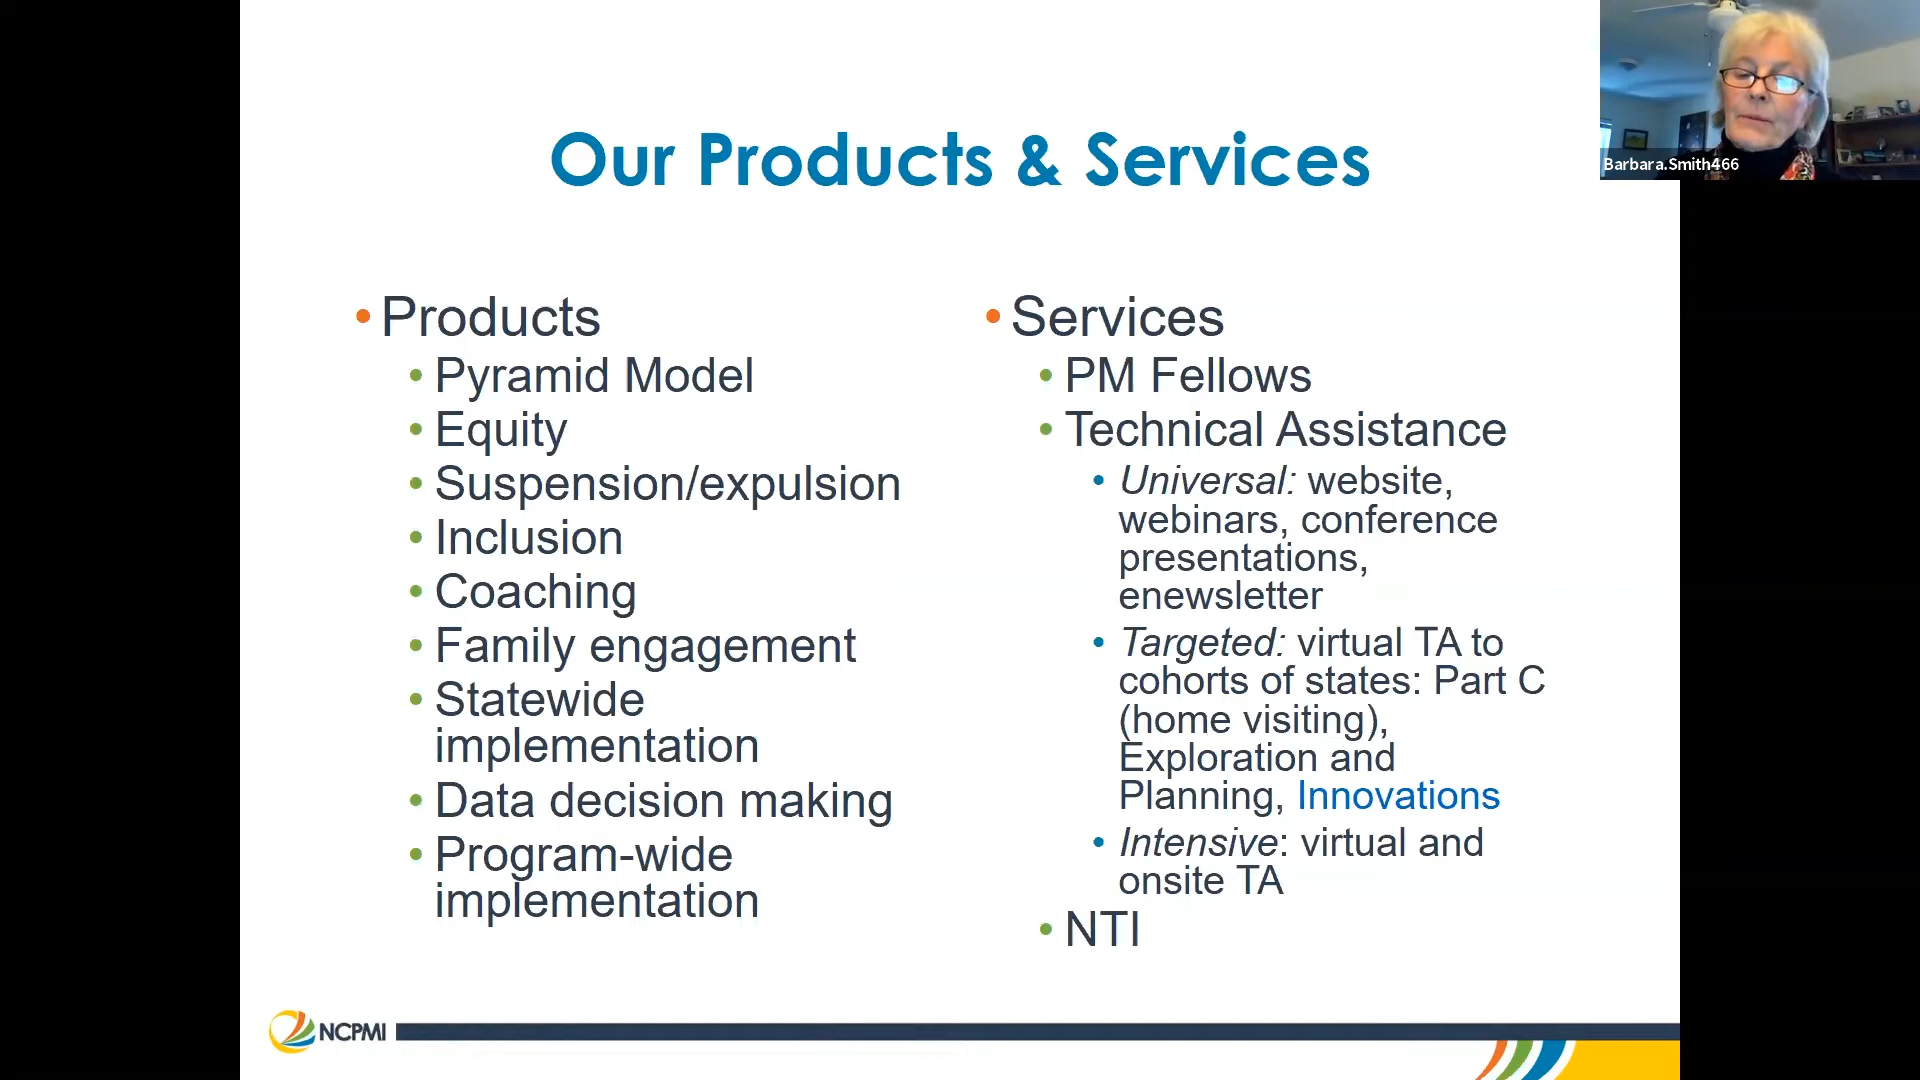 Our Products & Services
Barbara.Smith466
• Products
• Pyramid Model
• Equity
• Suspension/expulsion
• Inclusion
• Coaching
• Family engagement
• Statewide
implementation
• Data decision making
• Program-wide
implementation
• Services
• PM Fellows
• Technical Assistance
• Universal: website,
webinars, conference
presentations,
enewsletter
• Targeted: virtual TA to
cohorts of states: Part C
(home visiting),
Exploration and
Planning, Innovations
• Intensive: virtual and
onsite TA
• NTI
NCPMI